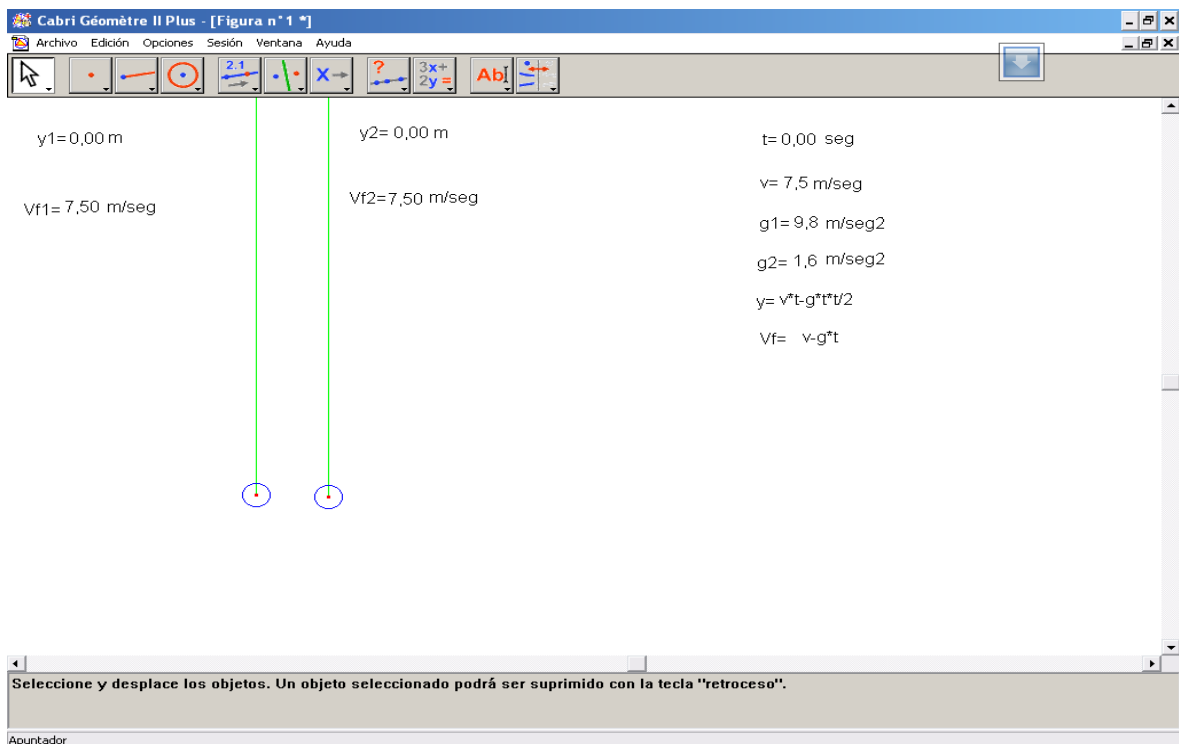 Cabri Géomètre II Plus - [Figura n°1 *]
Archivo Edición Opciones Sesión Ventana Ayuda
2.1
X
?
3x+
2y=
Ab
y1=0,00 m
y2= 0,00 m
t= 0,00 seg
v= 7,5 m/seg
Vf1= 7,50 m/seg
Vf2=7,50 m/seg
g1= 9,8 m/seg2
g2= 1,6 m/seg2
y= v*t-g*t*t/2
Vf= v-g*t
Seleccione y desplace los objetos. Un objeto seleccionado podrá ser suprimido con la tecla "retroceso".
Apuntador